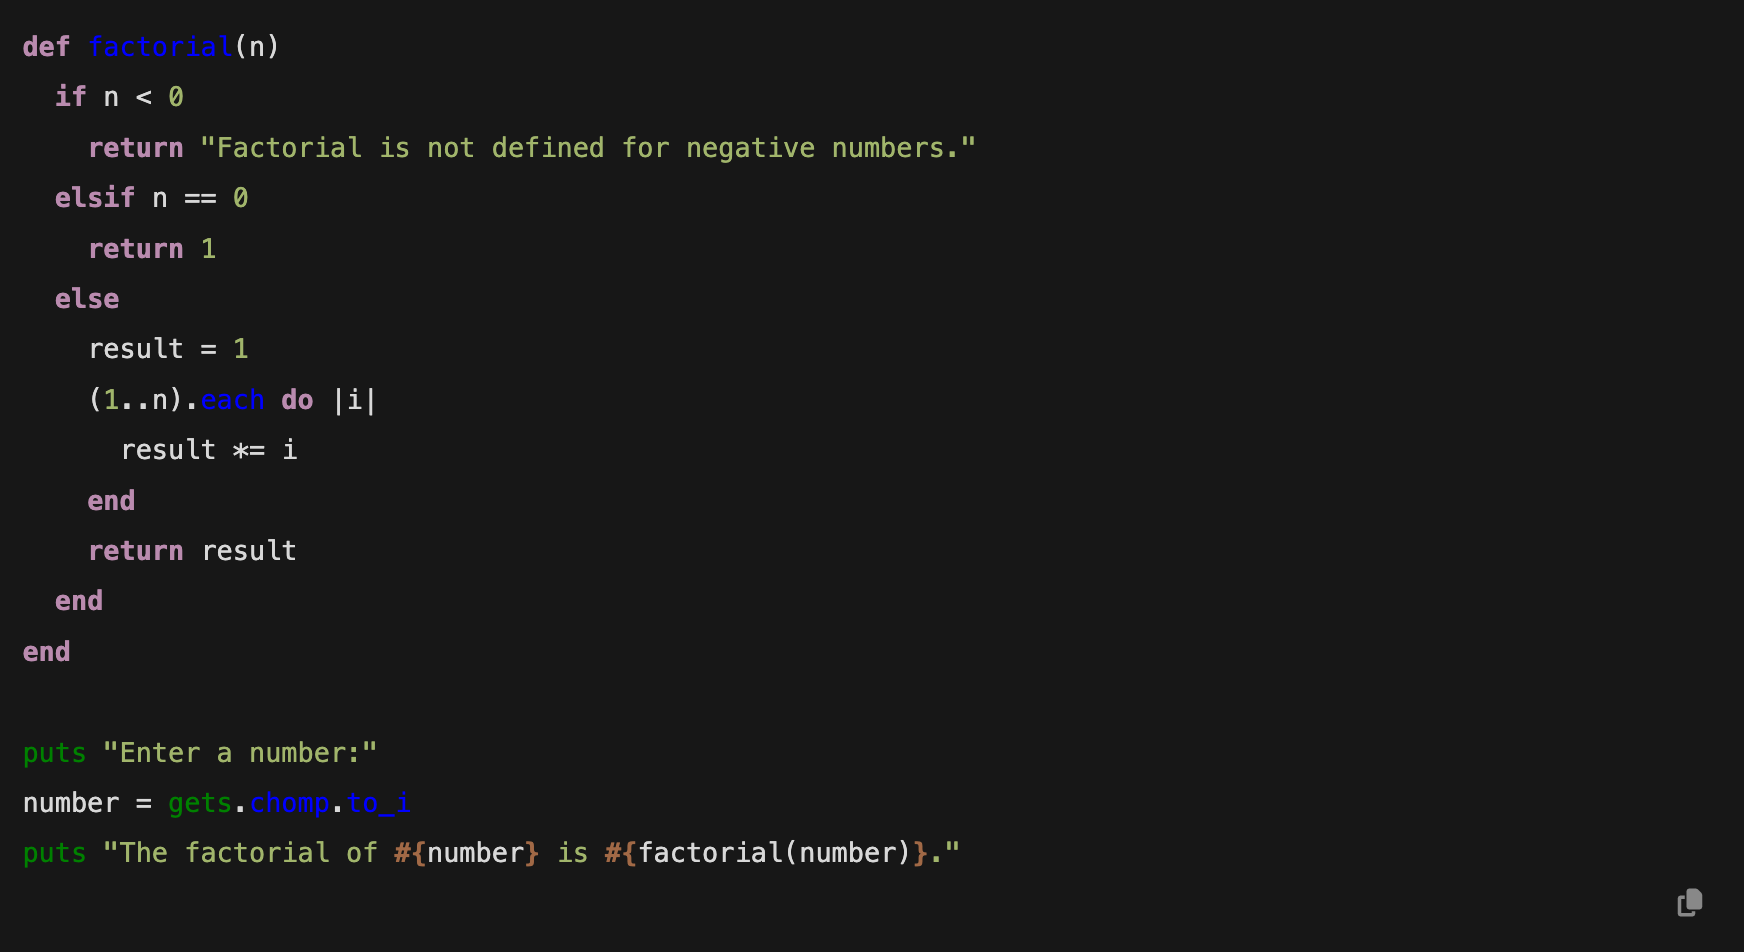 def factorial(n)
  if n < 0
    return "Factorial is not defined for negative numbers."
  elsif n == 0
    return 1
  else
    result = 1
    (1..n).each do |i|
      result *= i
    end
    return result
  end
end

puts "Enter a number:"
number = gets.chomp.to_i
puts "The factorial of #{number} is #{factorial(number)}."